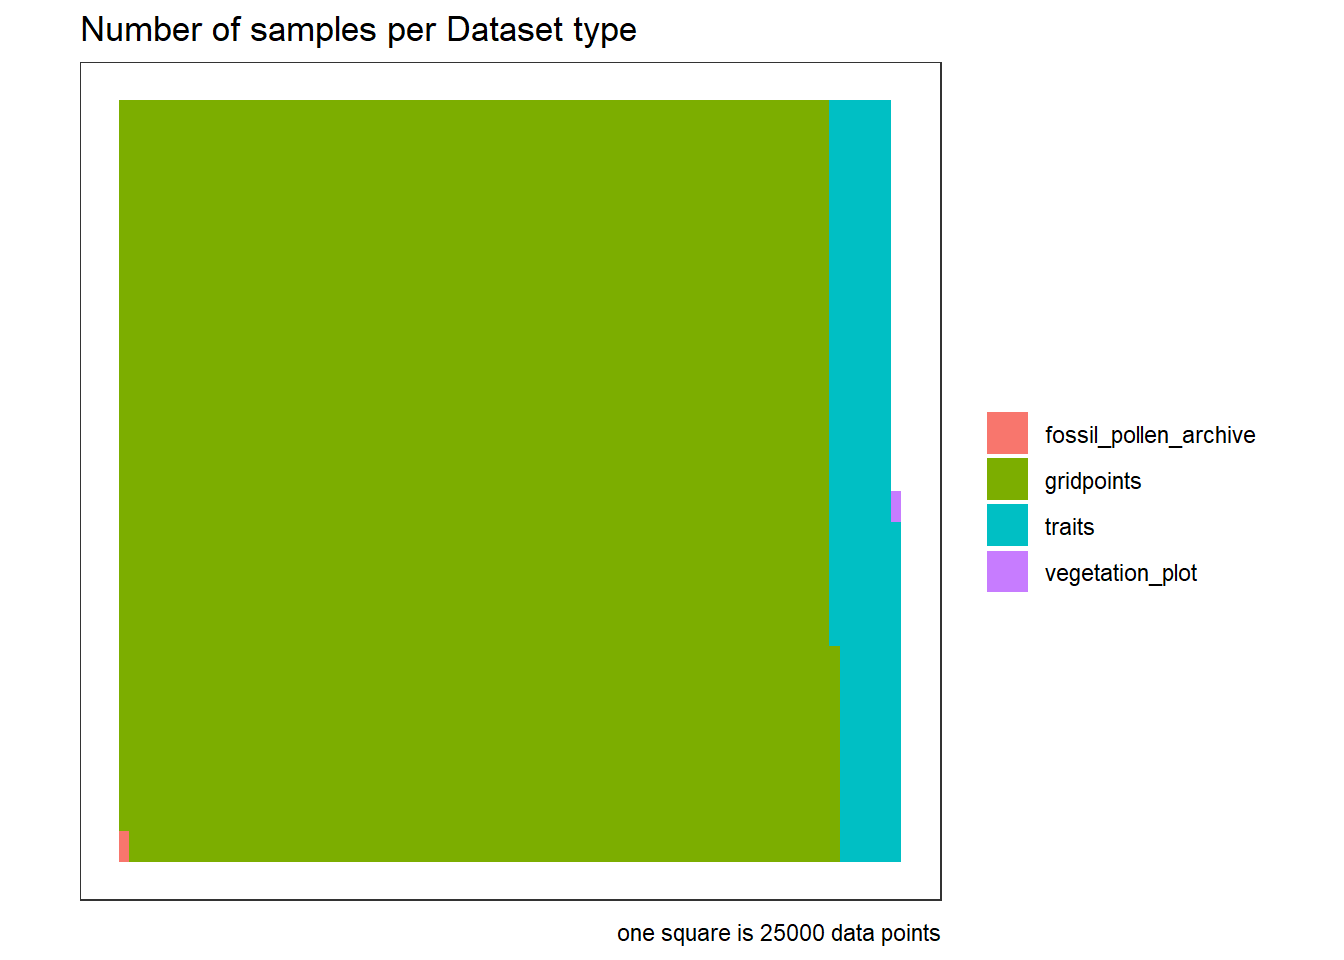 Number of samples per Dataset type
fossil_pollen_archive
gridpoints
traits
vegetation_plot
one square is 25000 data points